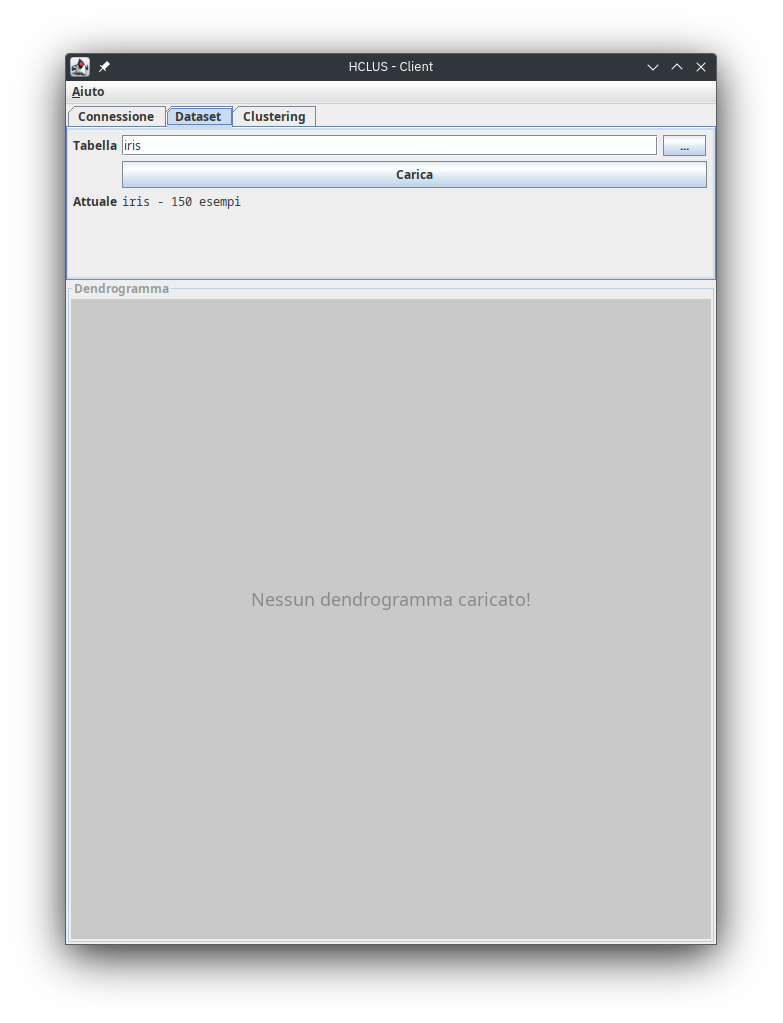 HCLUS - Client
Aiuto
Connessione Dataset Clustering
Tabella iris ...
Carica
Attuale iris - 150 esempi
Dendrogramma
Nessun dendrogramma caricato!